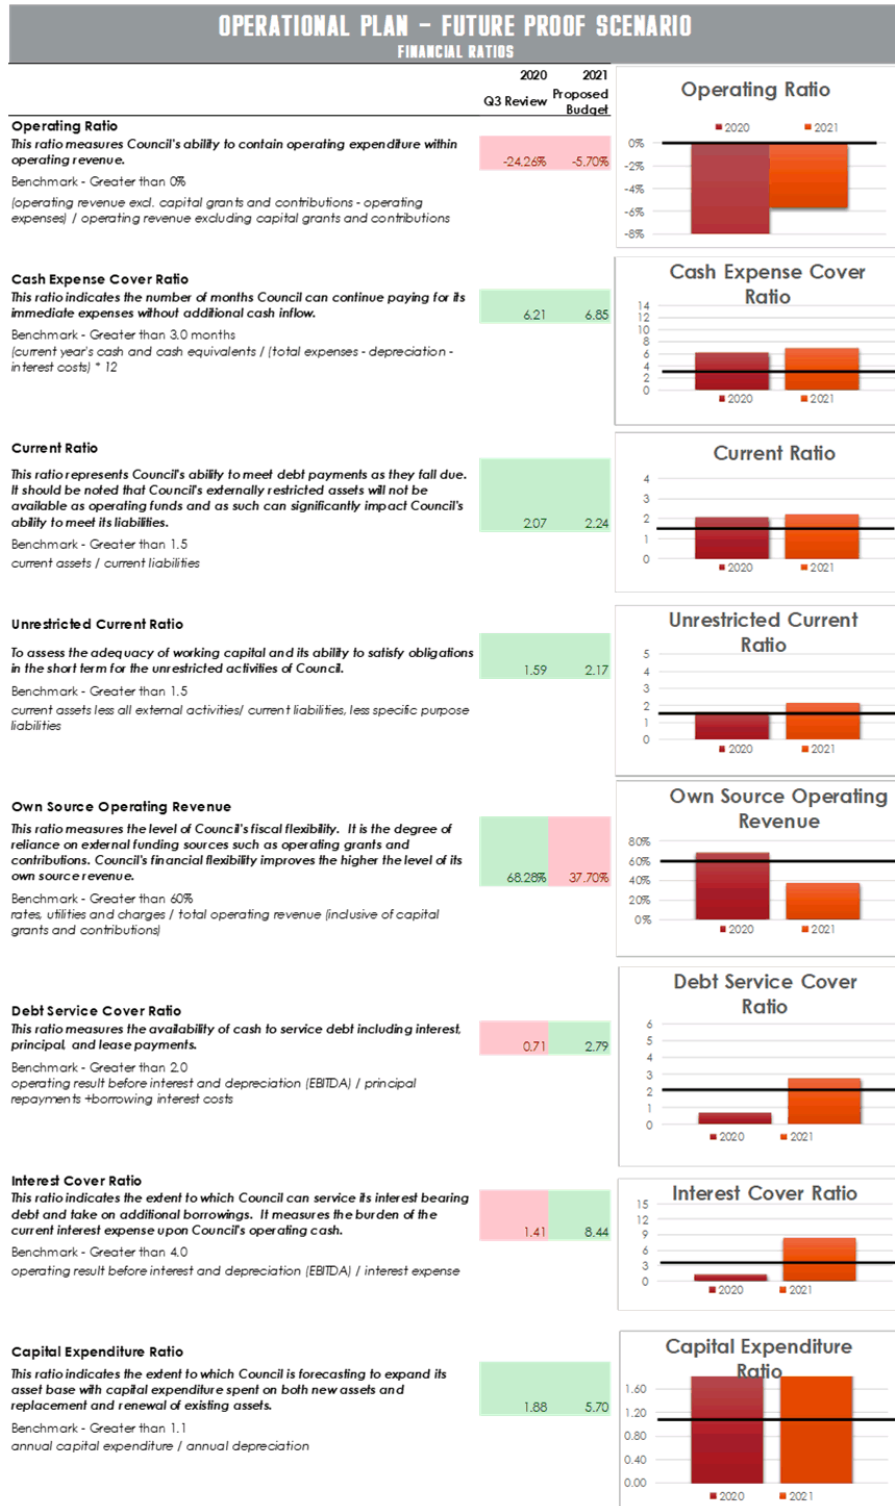 OPERATIONAL PLAN – FUTURE PROOF SCENARIO
FINANCIAL RATIOS
2020 2021
Q3 Review Proposed Budget
Operating Ratio
This ratio measures Council's ability to contain operating expenditure within
operating revenue.
-24.26% -5.70%
Benchmark - Greater than 0%
(operating revenue excl. capital grants and contributions - operating
expenses) / operating revenue excluding capital grants and contributions
Operating Ratio
2020 2021
0%
-2%
-4%
-6%
-8%
Cash Expense Cover Ratio
This ratio indicates the number of months Council can continue paying for its
immediate expenses without additional cash inflow.
6.21 6.85
Benchmark - Greater than 3.0 months
(current year's cash and cash equivalents / (total expenses - depreciation -
interest costs) * 12
Cash Expense Cover
Ratio
14
12
10
8
6
4
2
0
2020 2021
Current Ratio
This ratio represents Council's ability to meet debt payments as they fall due.
It should be noted that Council's externally restricted assets will not be
available as operating funds and as such can significantly impact Council's
ability to meet its liabilities.
2.07 2.24
Benchmark - Greater than 1.5
current assets / current liabilities
Current Ratio
4
3
2
1
0
2020 2021
Unrestricted Current Ratio
To assess the adequacy of working capital and its ability to satisfy obligations
in the short term for the unrestricted activities of Council.
1.59 2.17
Benchmark - Greater than 1.5
current assets less all external activities/ current liabilities, less specific purpose
liabilities
Unrestricted Current
Ratio
5
4
3
2
1
0
2020 2021
Own Source Operating Revenue
This ratio measures the level of Council's fiscal flexibility. It is the degree of
reliance on external funding sources such as operating grants and
contributions. Council's financial flexibility improves the higher the level of its
own source revenue.
68.28% 37.70%
Benchmark - Greater than 60%
rates, utilities and charges / total operating revenue (inclusive of capital
grants and contributions)
Own Source Operating
Revenue
80%
60%
40%
20%
0%
2020 2021
Debt Service Cover Ratio
This ratio measures the availability of cash to service debt including interest,
principal, and lease payments.
0.71 2.79
Benchmark - Greater than 2.0
operating result before interest and depreciation (EBITDA) / principal
repayments +borrowing interest costs
Debt Service Cover
Ratio
6
5
4
3
2
1
0
2020 2021
Interest Cover Ratio
This ratio indicates the extent to which Council can service its interest bearing
debt and take on additional borrowings. It measures the burden of the
current interest expense upon Council's operating cash.
1.41 8.44
Benchmark - Greater than 4.0
operating result before interest and depreciation (EBITDA) / interest expense
Interest Cover Ratio
15
12
9
6
3
0
2020 2021
Capital Expenditure Ratio
This ratio indicates the extent to which Council is forecasting to expand its
asset base with capital expenditure spent on both new assets and
replacement and renewal of existing assets.
1.88 5.70
Benchmark - Greater than 1.1
annual capital expenditure / annual depreciation
Capital Expenditure
Ratio
1.60
1.20
0.80
0.40
0.00
2020 2021